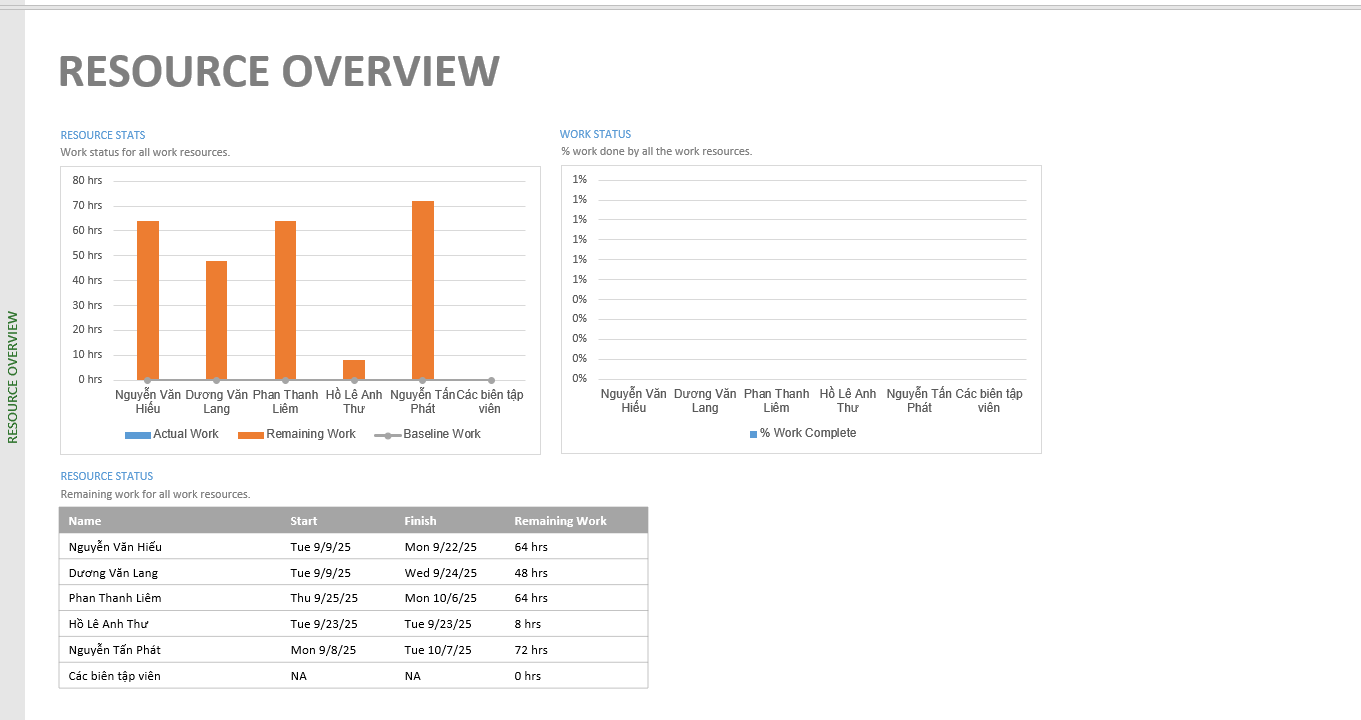 RESOURCE OVERVIEW
RESOURCE OVERVIEW
RESOURCE STATS
Work status for all work resources.
80 hrs
70 hrs
60 hrs
50 hrs
40 hrs
30 hrs
20 hrs
10 hrs
0 hrs
Nguyễn Văn Hiếu
Dương Văn Lang
Phan Thanh Liêm
Hồ Lê Anh Thư
Nguyễn Tấn Phát
Các biên tập viên
Actual Work Remaining Work Baseline Work
WORK STATUS
% work done by all the work resources.
1%
1%
1%
1%
1%
1%
0%
0%
0%
0%
0%
Nguyễn Văn Hiếu
Dương Văn Lang
Phan Thanh Liêm
Hồ Lê Anh Thư
Nguyễn Tấn Phát
Các biên tập viên
% Work Complete
RESOURCE STATUS
Remaining work for all work resources.
Name Start Finish Remaining Work
Nguyễn Văn Hiếu Tue 9/9/25 Mon 9/22/25 64 hrs
Dương Văn Lang Tue 9/9/25 Wed 9/24/25 48 hrs
Phan Thanh Liêm Thu 9/25/25 Mon 10/6/25 64 hrs
Hồ Lê Anh Thư Tue 9/23/25 Tue 9/23/25 8 hrs
Nguyễn Tấn Phát Mon 9/8/25 Tue 10/7/25 72 hrs
Các biên tập viên NA NA 0 hrs